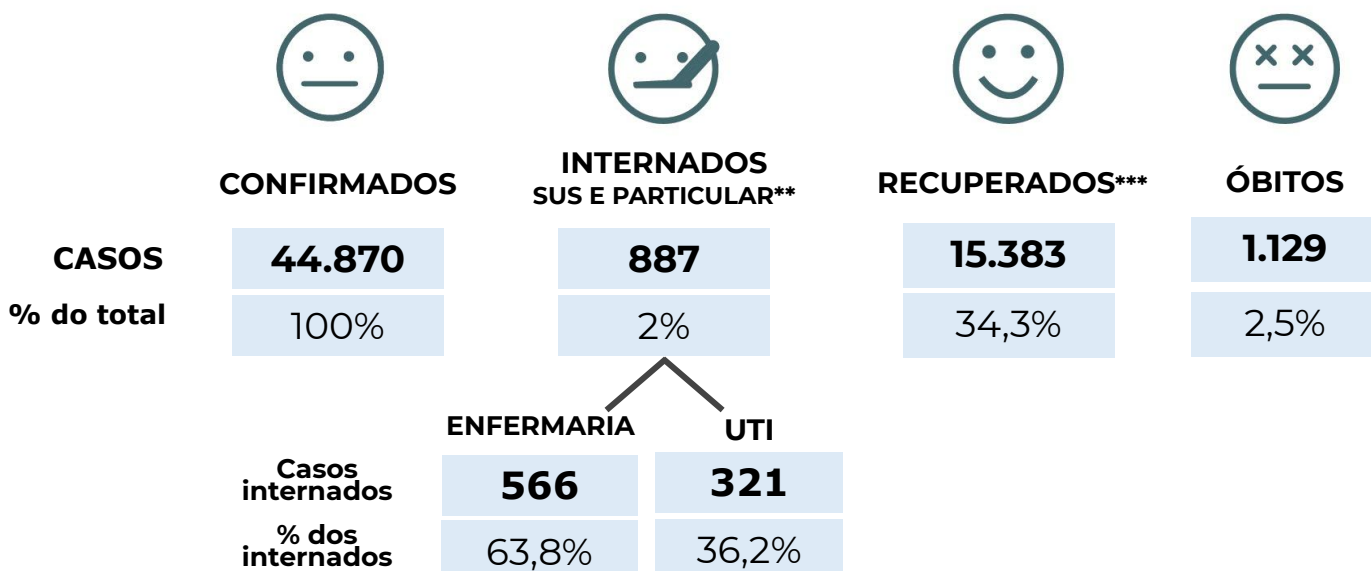 CONFIRMADOS
INTERNADOS
SUS E PARTICULAR**
RECUPERADOS***
ÓBITOS
CASOS
44.870
887
15.383
1.129
% do total
100%
2%
34,3%
2,5%
ENFERMARIA
UTI
Casos
internados
566
321
% dos
internados
63,8%
36,2%